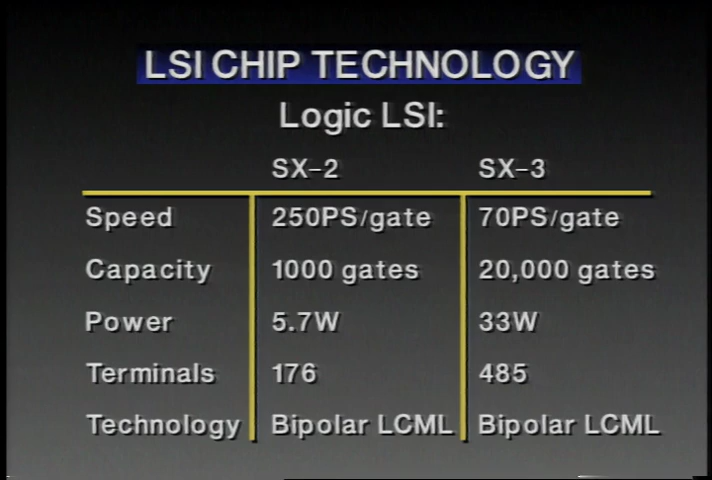 LSI CHIP TECHNOLOGY
Logic LSI:
SX-2 SX-3
Speed 250PS/gate 70PS/gate
Capacity 1000 gates 20,000 gates
Power 5.7W 33W
Terminals 176 485
Technology Bipolar LCML Bipolar LCML